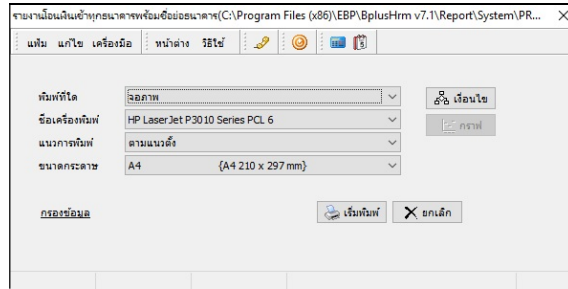 รายงานโอนเงินเข้าทุกธนาคารพร้อมชื่อย่อธนาคาร(C:\Program Files (x86)\EBP\BplusHrm v7.1\Report\System\PR...
แฟ้ม แก้ไข เครื่องมือ หน้าต่าง วิธีใช้
พิมพ์ที่ใด จอภาพ เงื่อนไข
ชื่อเครื่องพิมพ์ HP LaserJet P3010 Series PCL 6 กราฟ
แนวการพิมพ์ ตามแนวตั้ง
ขนาดกระดาษ A4 {A4 210 x 297 mm}
กรองข้อมูล เริ่มพิมพ์ ยกเลิก